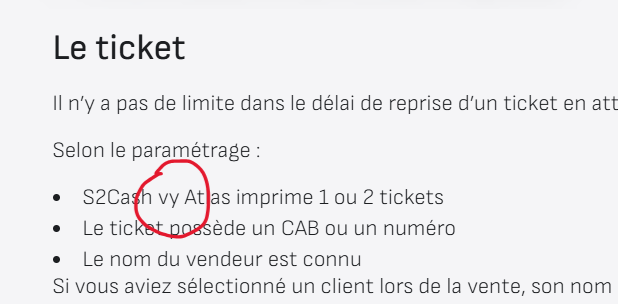 Le ticket
Il n'y a pas de limite dans le délai de reprise d'un ticket en att
Selon le paramétrage :
• S2Cash vy Atlas imprime 1 ou 2 tickets
• Le ticket possède un CAB ou un numéro
• Le nom du vendeur est connu
Si vous aviez sélectionné un client lors de la vente, son nom